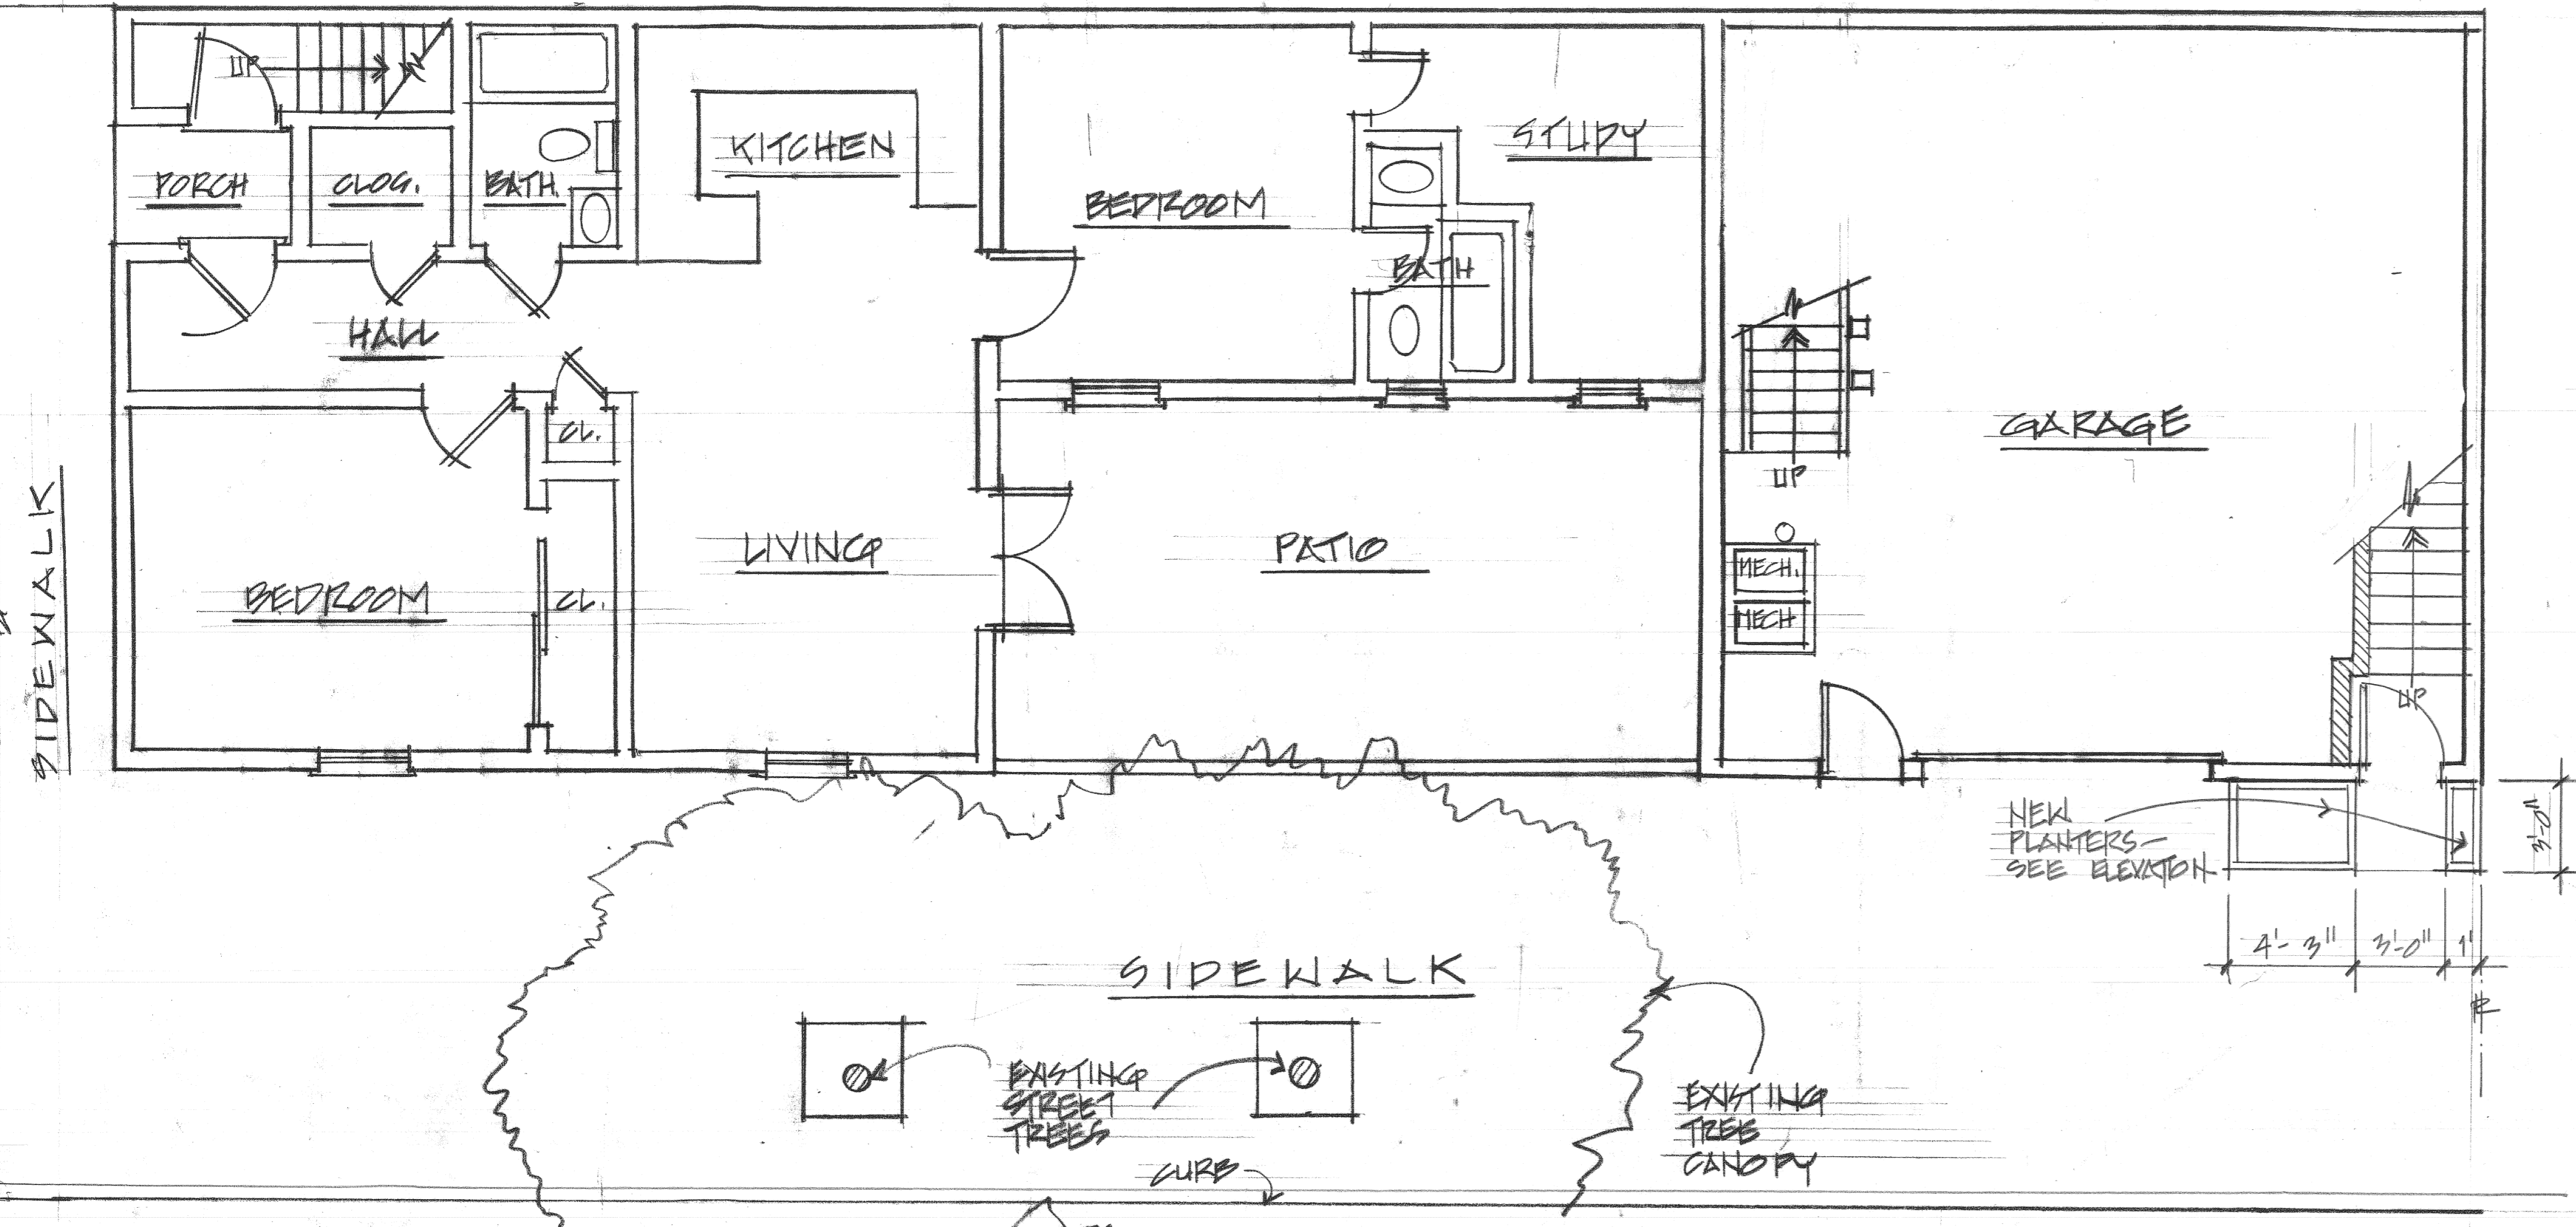 UP
PORCH
CLOS.
BATH.
KITCHEN
BEDROOM
STUDY
BATH
HALL
CL.
GARAGE
UP
LIVING
PATIO
MECH.
MECH
BEDROOM
CL.
UP
SIDEWALK
NEW
PLANTERS-
SEE ELEVATION
3'-0"
4'-3"
3'-0"
1'
SIDEWALK
EXISTING
STREET
TREES
EXISTING
TREE
CANOPY
CURB